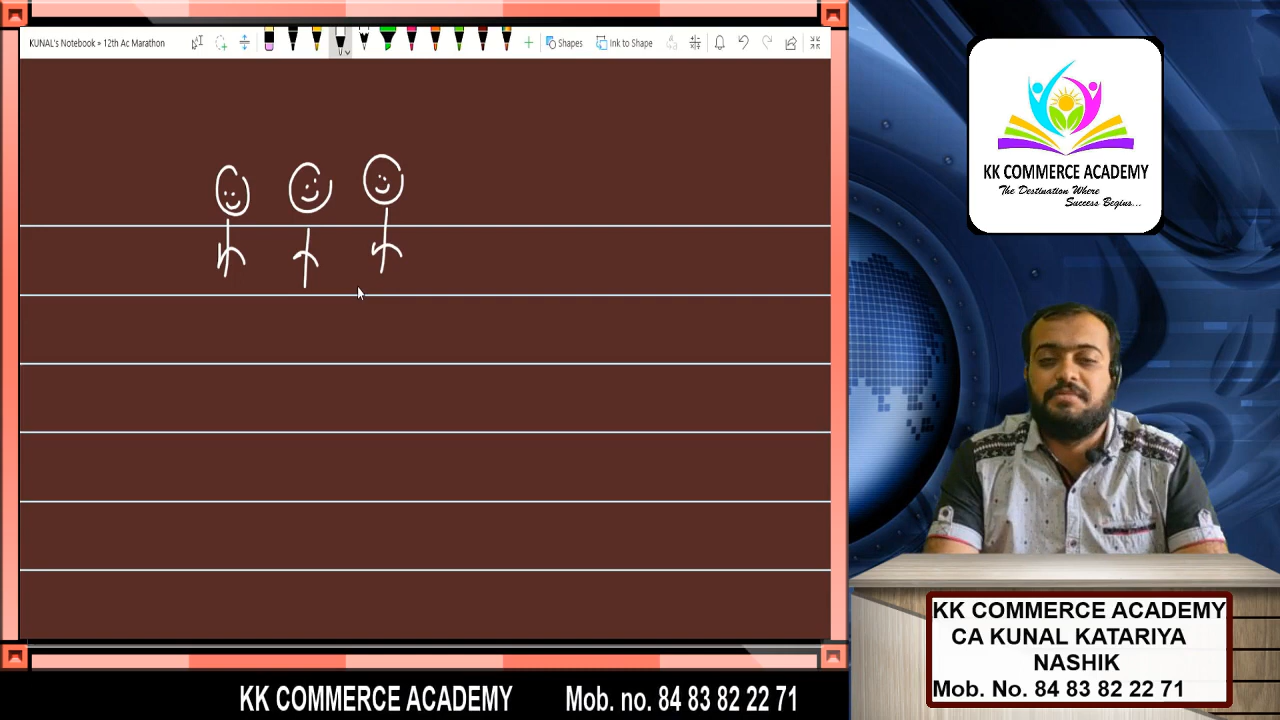 KUNAL's Notebook » 12th Ac Marathon
Shapes
Ink to Shape
KK COMMERCE ACADEMY
The Destination Where
Success Begins...
KK COMMERCE ACADEMY
CA KUNAL KATARIYA
NASHIK
Mob. No. 84 83 82 22 71
KK COMMERCE ACADEMY Mob. no. 84 83 82 22 71